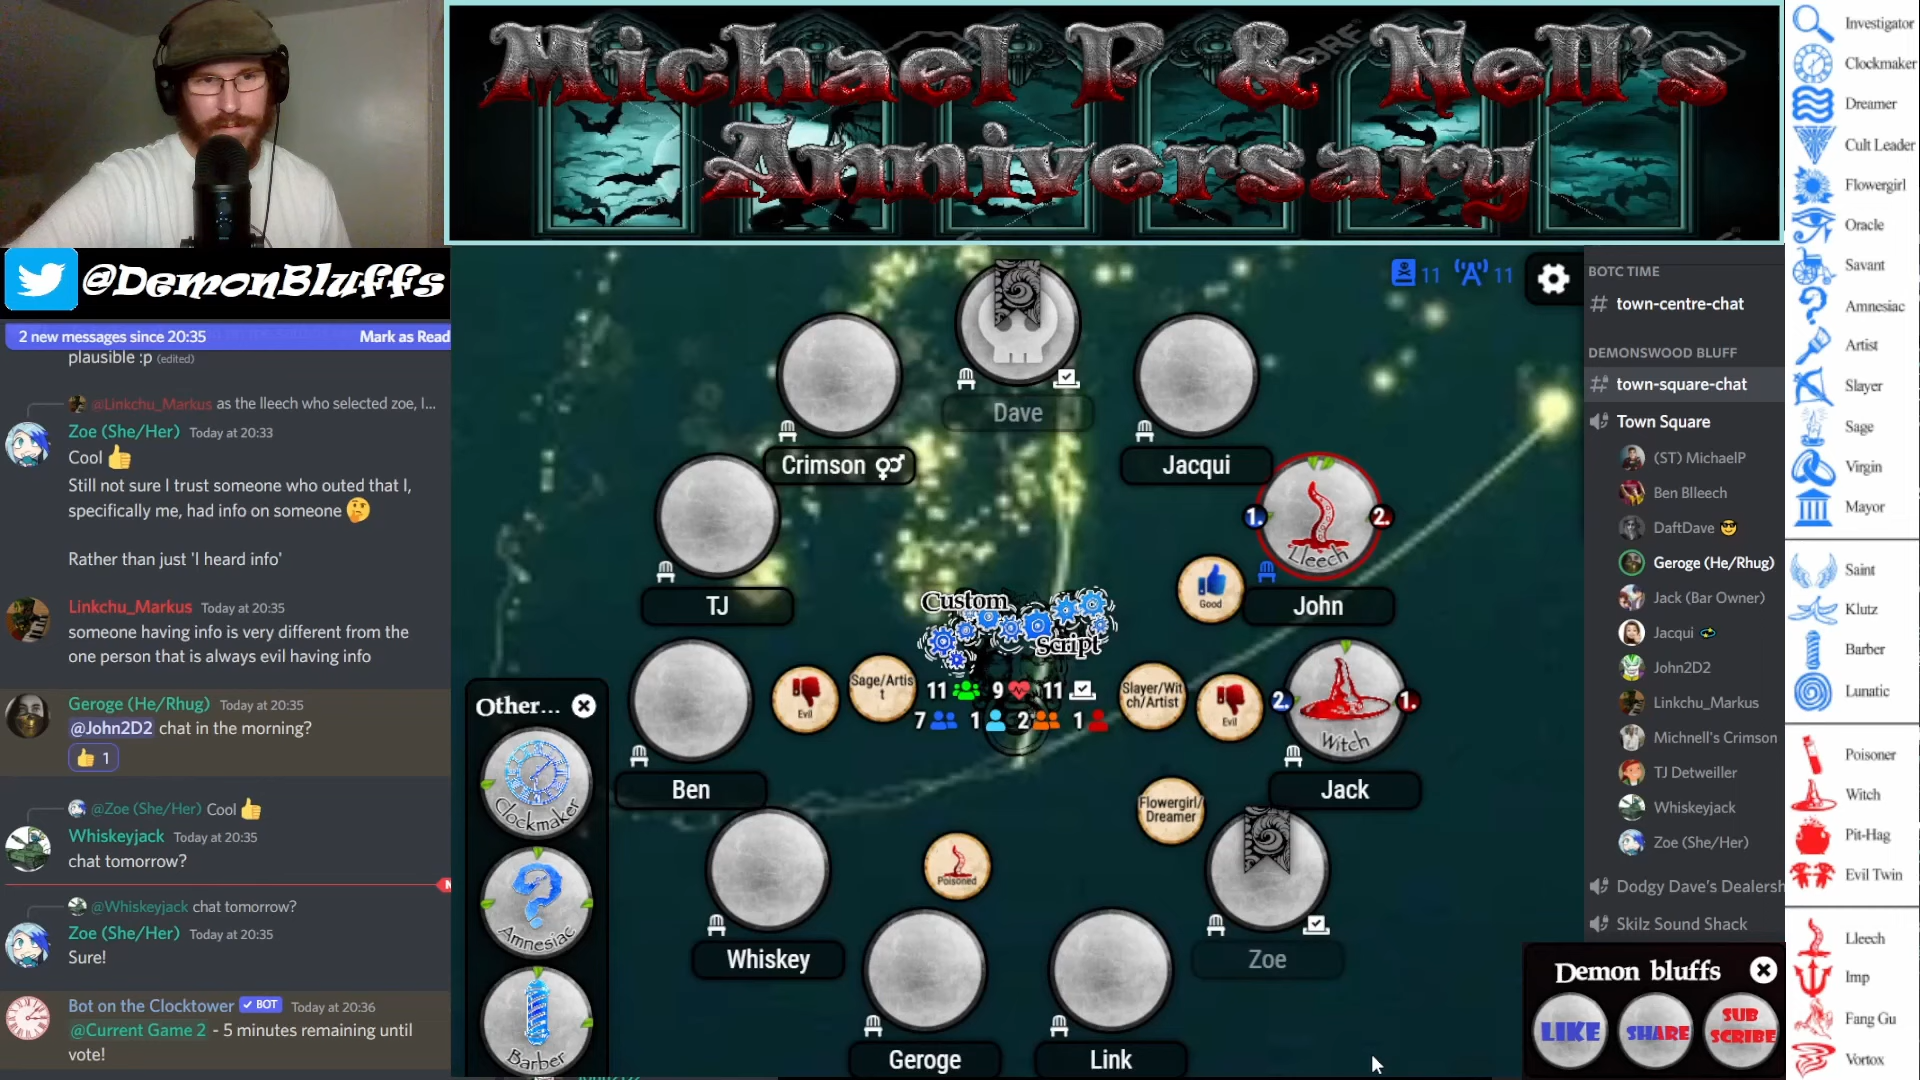 Michael P & Nell's
Anniversary
@DemonBluffs
2 new messages since 20:35 Mark as Read
plausible :p (edited)
@Linkchu_Markus as the lleech who selected zoe, I...
Zoe (She/Her) Today at 20:33
Cool 👍
Still not sure I trust someone who outed that I,
specifically me, had info on someone 🤔
Rather than just 'I heard info'
Linkchu_Markus Today at 20:35
someone having info is very different from the
one person that is always evil having info
Geroge (He/Rhug) Today at 20:35
@John2D2 chat in the morning?
👍 1
@Zoe (She/Her) Cool 👍
Whiskeyjack Today at 20:35
chat tomorrow?
@Whiskeyjack chat tomorrow?
Zoe (She/Her) Today at 20:35
Sure!
Bot on the Clocktower ✓ BOT Today at 20:36
@Current Game 2 - 5 minutes remaining until
vote!
11 11
Dave
Crimson ⚤
Jacqui
1. 2.
Lleech
Good
John
TJ
Custom
Script
11 9 11
7 1 2 1
Evil
Sage/Artis
t
Slayer/Wit
ch/Artist
Evil
2. 1.
Witch
Jack
Ben
Flowergirl/
Dreamer
Poisoned
Whiskey
Zoe
Geroge
Link
Other...
Clockmaker
Amnesiac
Barber
BOTC TIME
# town-centre-chat
DEMONSWOOD BLUFF
# town-square-chat
Town Square
(ST) MichaelP
Ben Blleech
DaftDave 😎
Geroge (He/Rhug)
Jack (Bar Owner)
Jacqui
John2D2
Linkchu_Markus
Michnell's Crimson
TJ Detweiller
Whiskeyjack
Zoe (She/Her)
Dodgy Dave's Dealersh
Skilz Sound Shack
Demon bluffs
LIKE
SHARE
SUB
SCRIBE
Investigator
Clockmaker
Dreamer
Cult Leader
Flowergirl
Oracle
Savant
Amnesiac
Artist
Slayer
Sage
Virgin
Mayor
Saint
Klutz
Barber
Lunatic
Poisoner
Witch
Pit-Hag
Evil Twin
Lleech
Imp
Fang Gu
Vortox